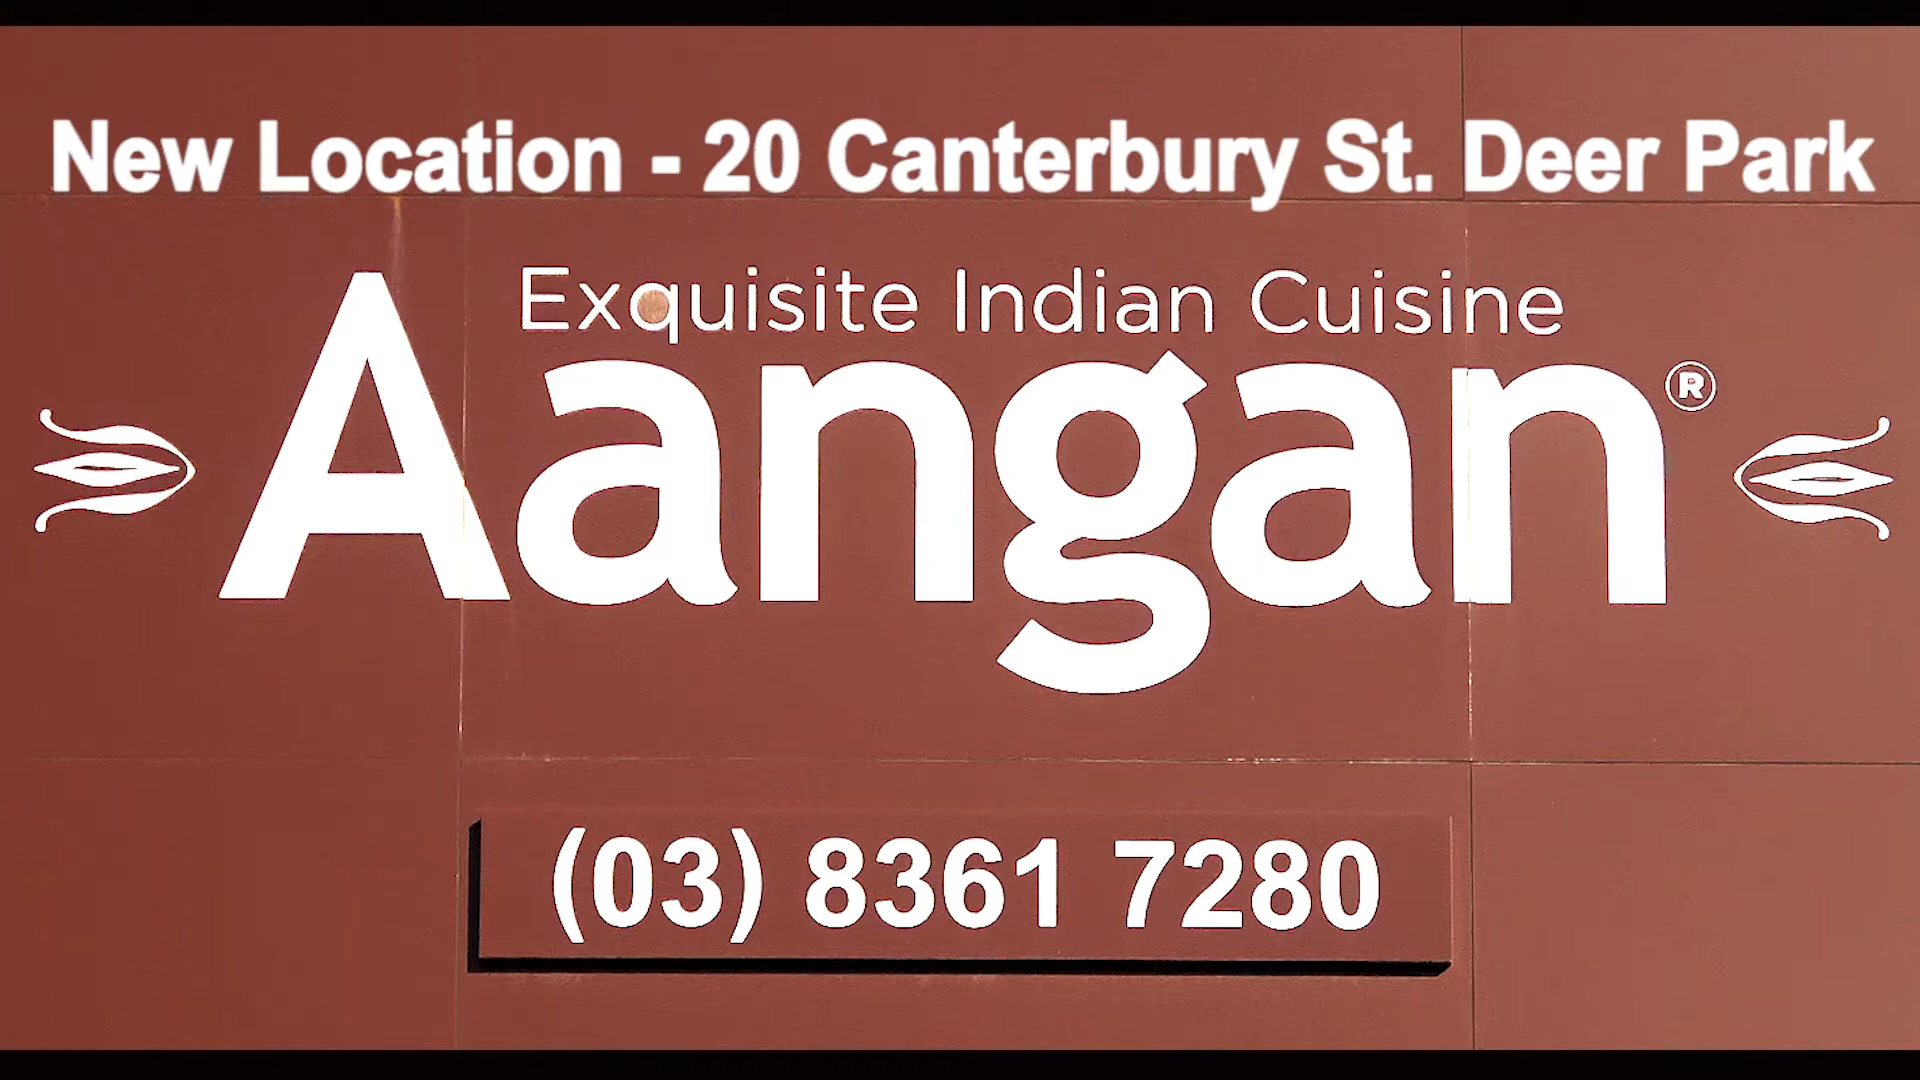 New Location - 20 Canterbury St. Deer Park
Exquisite Indian Cuisine
Aangan®
(03) 8361 7280